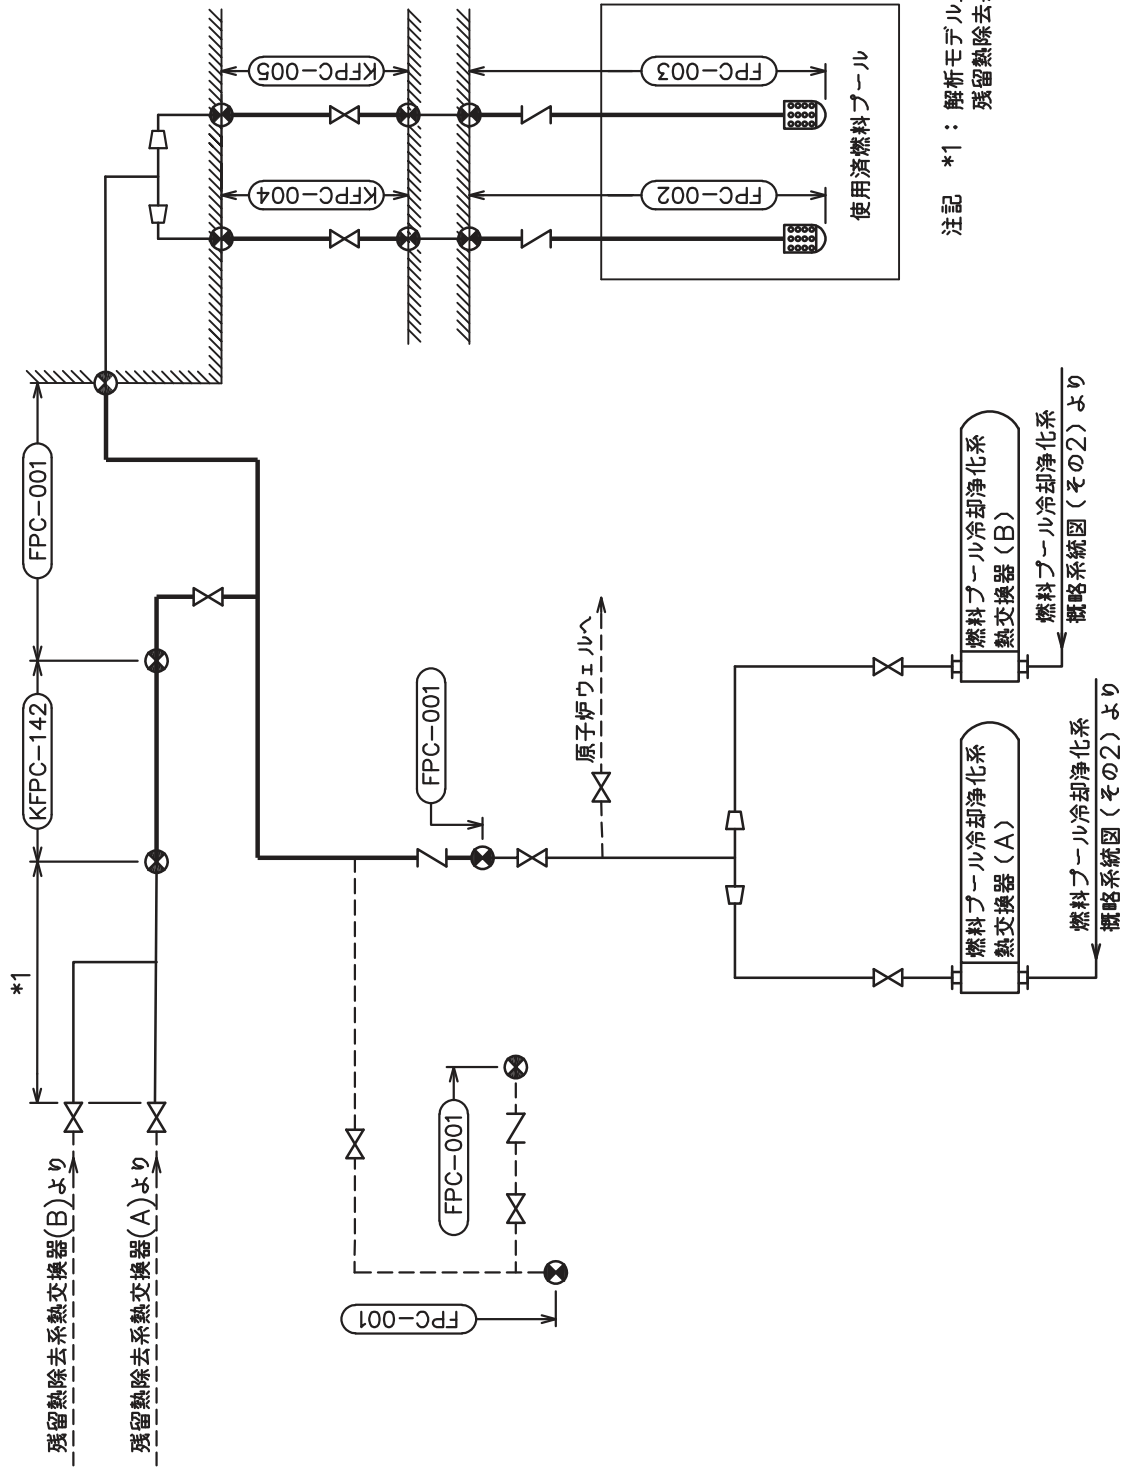 残留熱除去系熱交換器(B)より
残留熱除去系熱交換器(A)より
*1
KFPC-142
FPC-001
FPC-001
FPC-001
FPC-001
原子炉ウェルへ
KFPC-005
KFPC-004
FPC-003
FPC-002
使用済燃料プール
燃料プール冷却浄化系
熱交換器(A)
燃料プール冷却浄化系
熱交換器(B)
燃料プール冷却浄化系
概略系統図(その2)より
燃料プール冷却浄化系
概略系統図(その2)より
注記 *1:解析モデル
残留熱除去